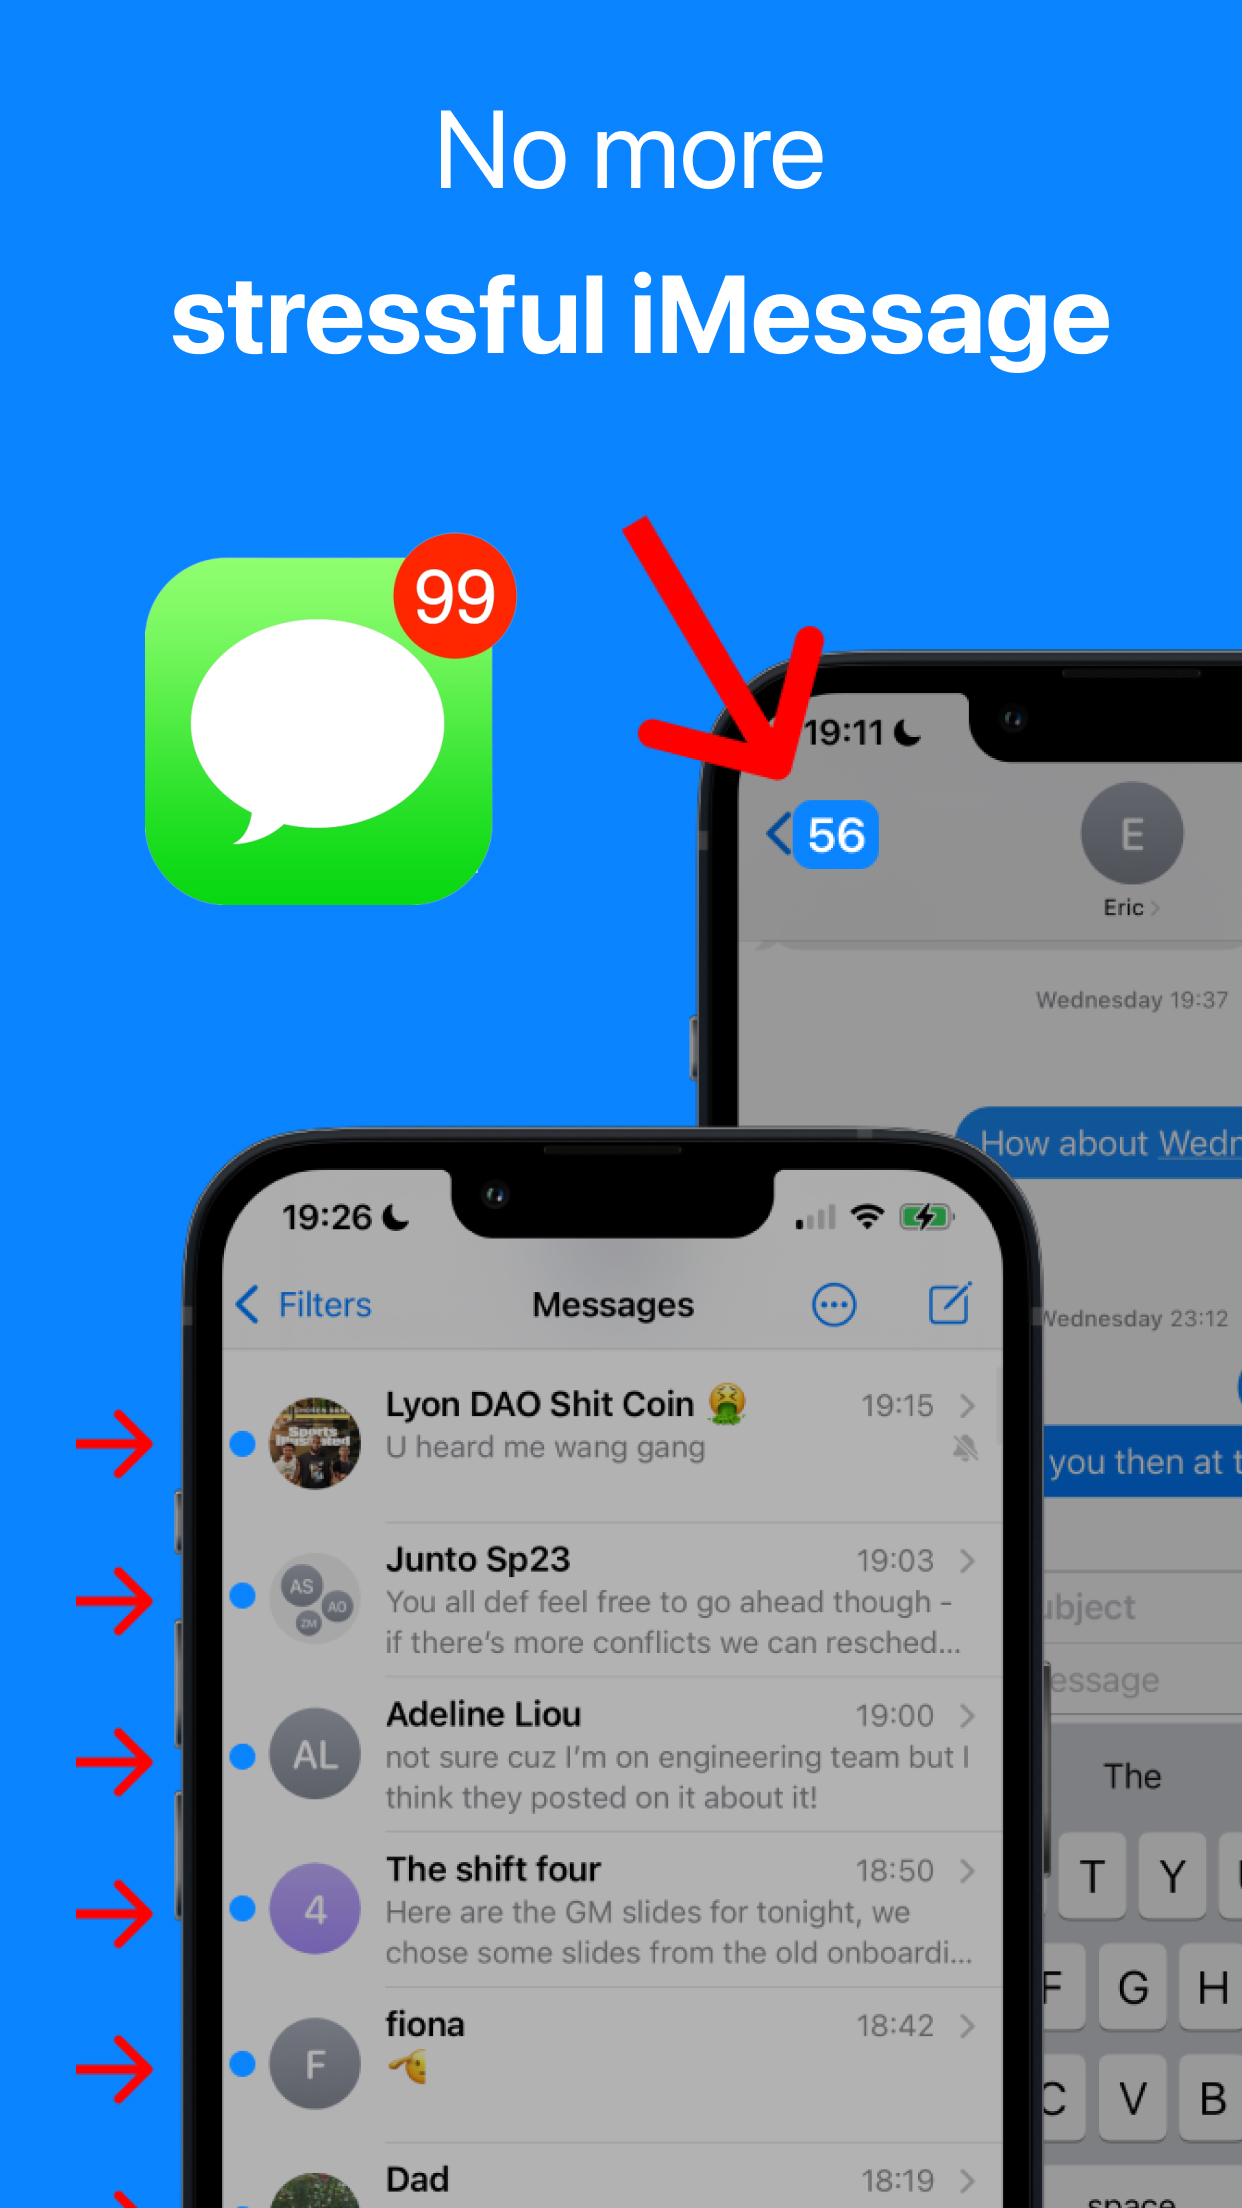 No more
stressful iMessage
99
19:11
56
E
Eric
Wednesday 19:37
How about Wedn
Wednesday 23:12
you then at t
ubject
essage
The
T Y
F G H
C V B
space
19:26
Filters
Messages
Lyon DAO Shit Coin 🤮 19:15
U heard me wang gang
Sports
Illustrated
Junto Sp23 19:03
AS
AO
ZM
You all def feel free to go ahead though -
if there's more conflicts we can resched...
Adeline Liou 19:00
AL
not sure cuz I'm on engineering team but I
think they posted on it about it!
The shift four 18:50
4
Here are the GM slides for tonight, we
chose some slides from the old onboardi...
fiona 18:42
F
Dad 18:19